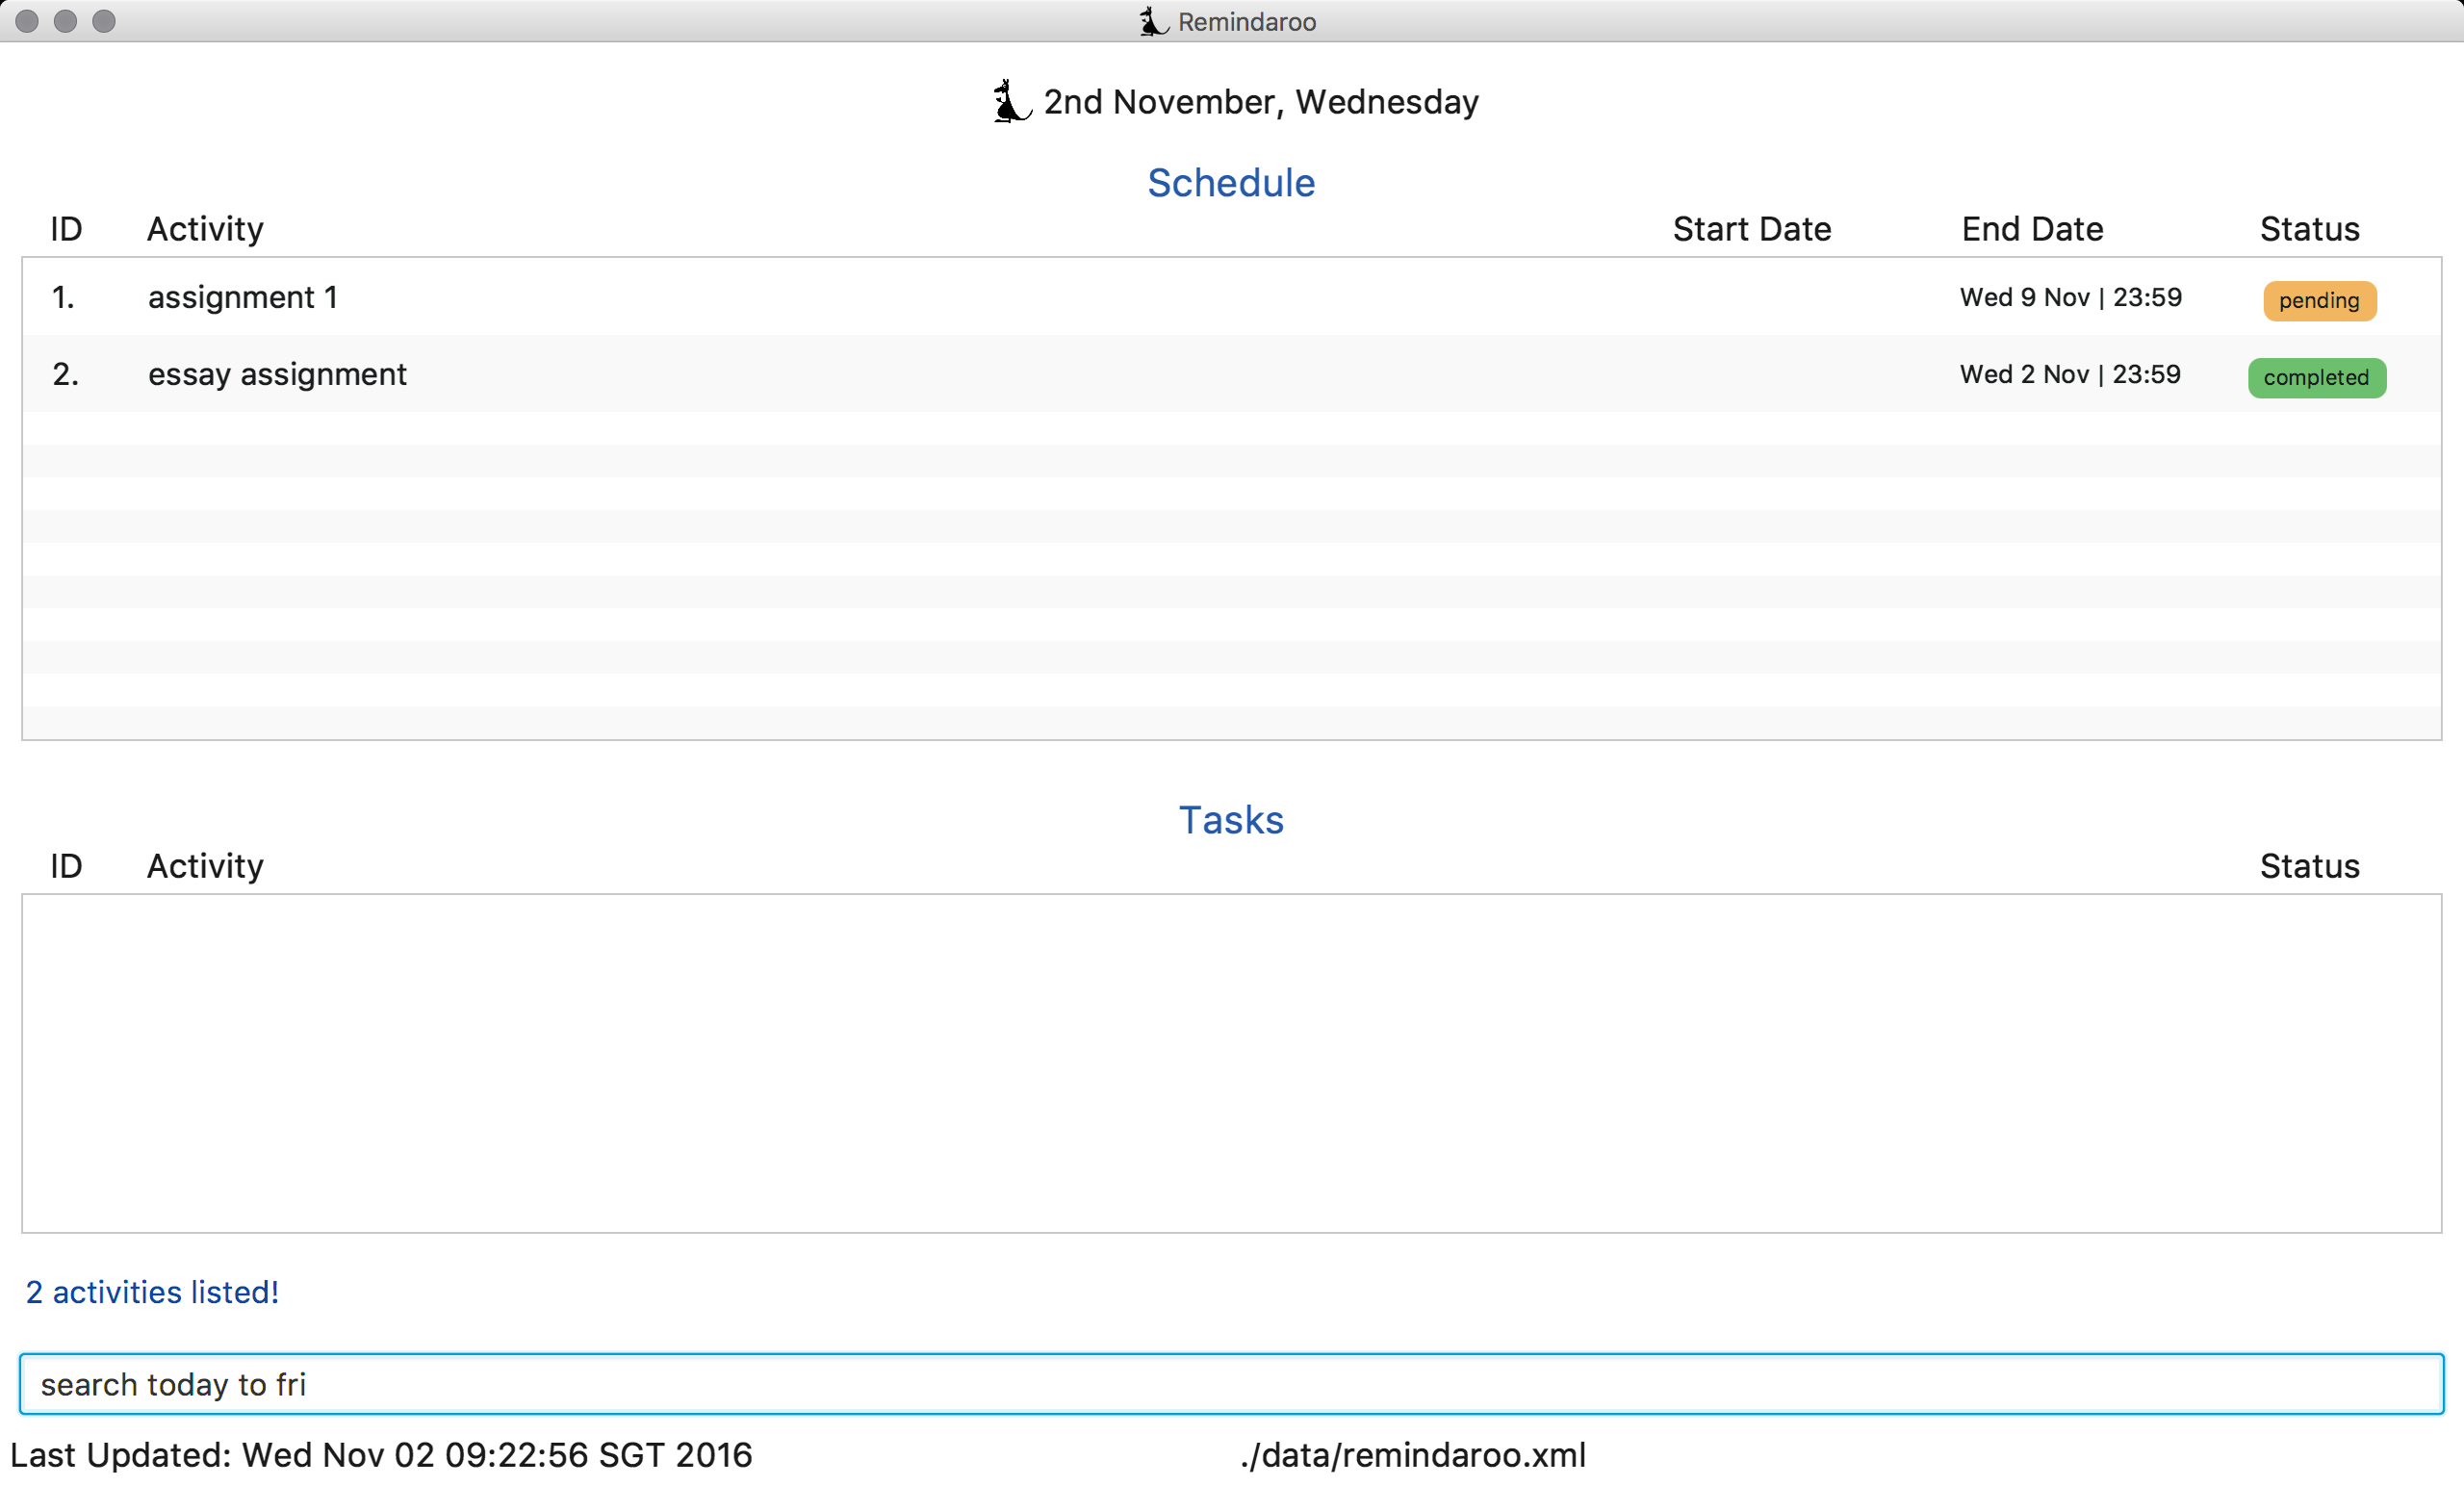 Remindaroo
2nd November, Wednesday
Schedule
ID Activity Start Date End Date Status
1. assignment 1 Wed 9 Nov | 23:59 pending
2. essay assignment Wed 2 Nov | 23:59 completed
Tasks
ID Activity Status
2 activities listed!
search today to fri
Last Updated: Wed Nov 02 09:22:56 SGT 2016 ./data/remindaroo.xml